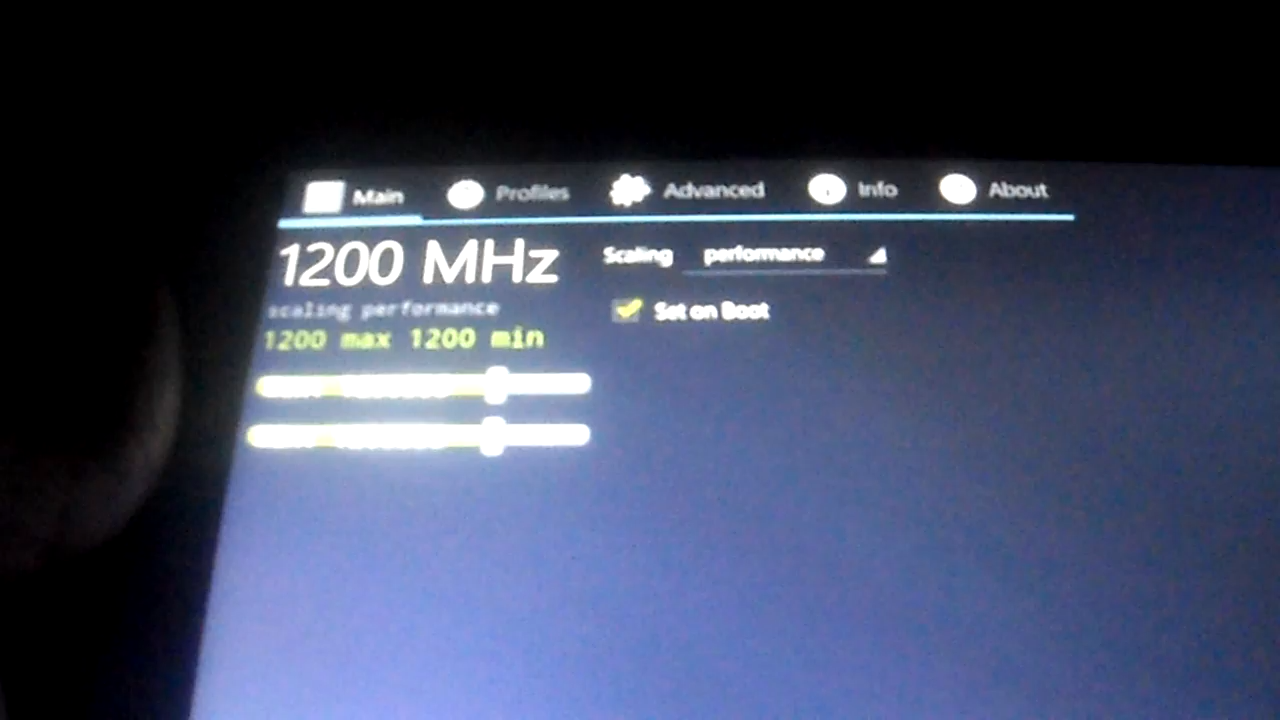 Main Profiles Advanced Info About
1200 MHz
Scaling performance
scaling performance
Set on Boot
1200 max 1200 min